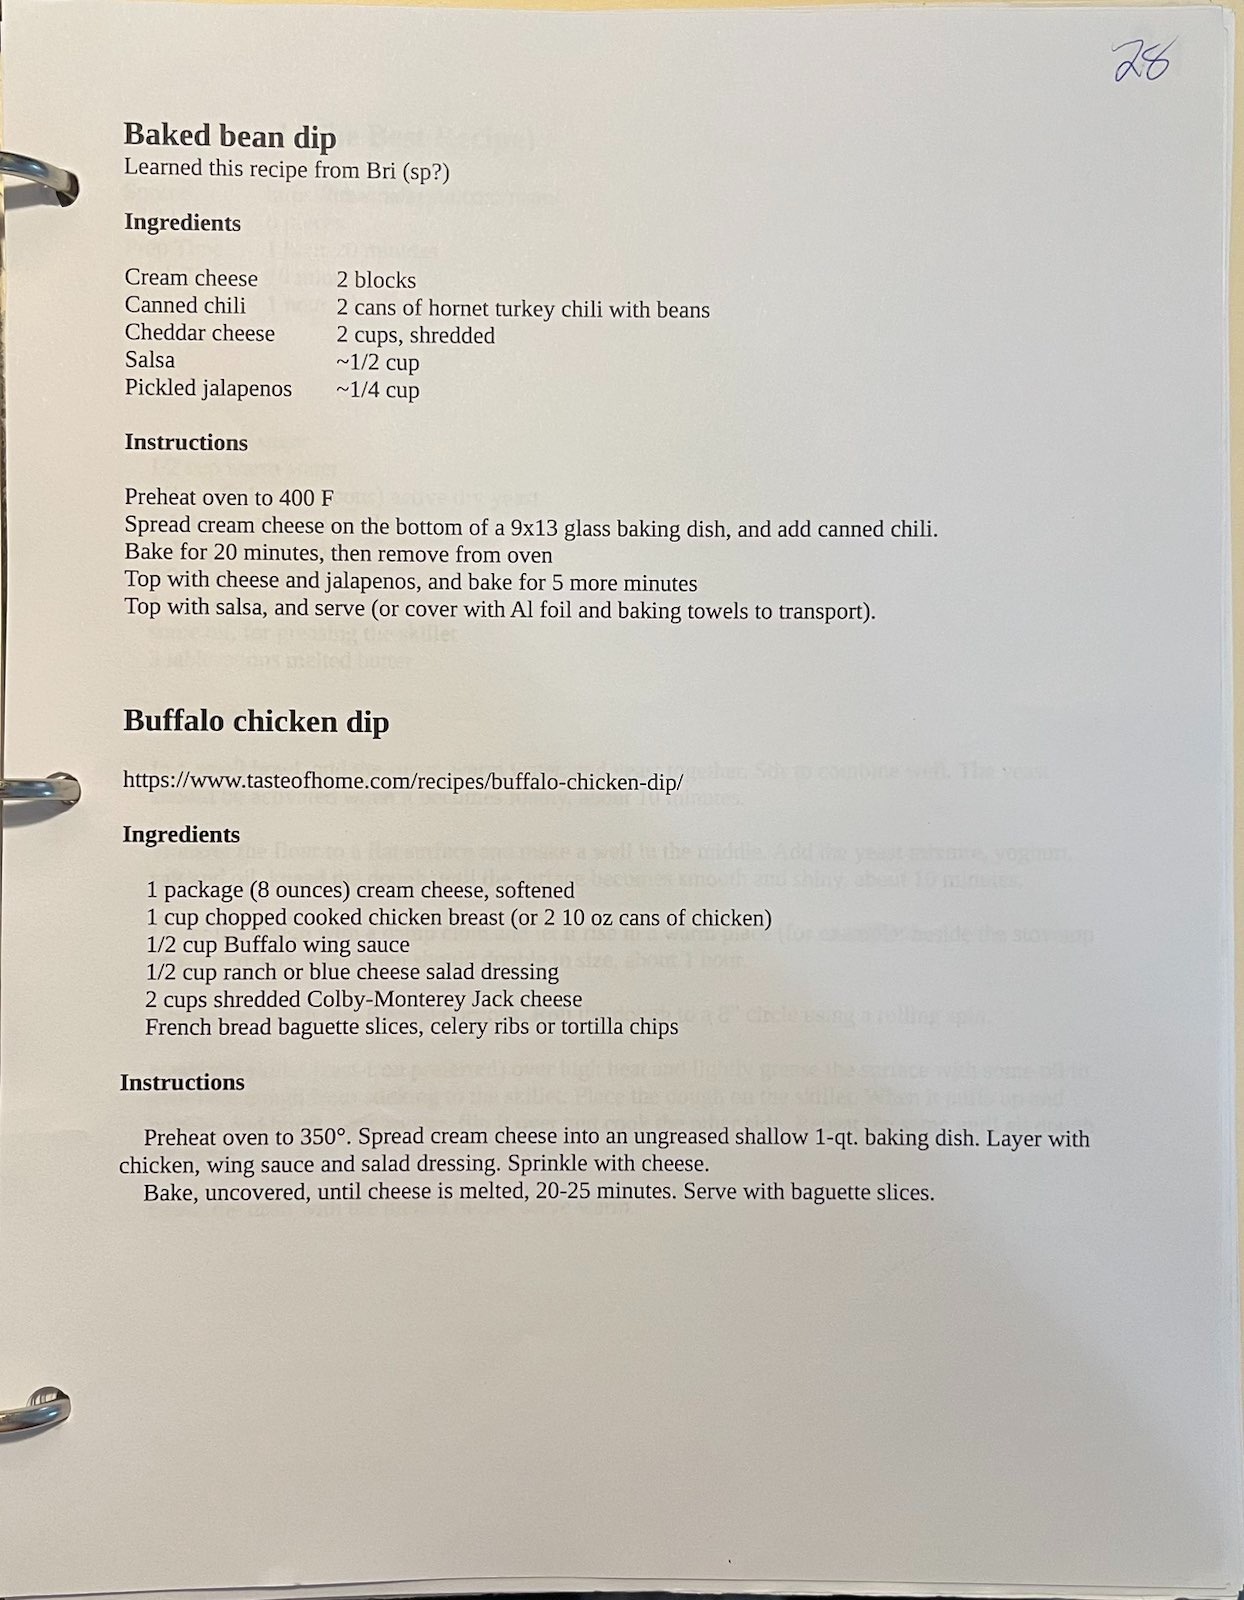 28
Baked bean dip
Learned this recipe from Bri (sp?)
Ingredients
Cream cheese 2 blocks
Canned chili 2 cans of hornet turkey chili with beans
Cheddar cheese 2 cups, shredded
Salsa ~1/2 cup
Pickled jalapenos ~1/4 cup
Instructions
Preheat oven to 400 F
Spread cream cheese on the bottom of a 9x13 glass baking dish, and add canned chili.
Bake for 20 minutes, then remove from oven
Top with cheese and jalapenos, and bake for 5 more minutes
Top with salsa, and serve (or cover with Al foil and baking towels to transport).
Buffalo chicken dip
https://www.tasteofhome.com/recipes/buffalo-chicken-dip/
Ingredients
1 package (8 ounces) cream cheese, softened
1 cup chopped cooked chicken breast (or 2 10 oz cans of chicken)
1/2 cup Buffalo wing sauce
1/2 cup ranch or blue cheese salad dressing
2 cups shredded Colby-Monterey Jack cheese
French bread baguette slices, celery ribs or tortilla chips
Instructions
Preheat oven to 350°. Spread cream cheese into an ungreased shallow 1-qt. baking dish. Layer with
chicken, wing sauce and salad dressing. Sprinkle with cheese.
Bake, uncovered, until cheese is melted, 20-25 minutes. Serve with baguette slices.